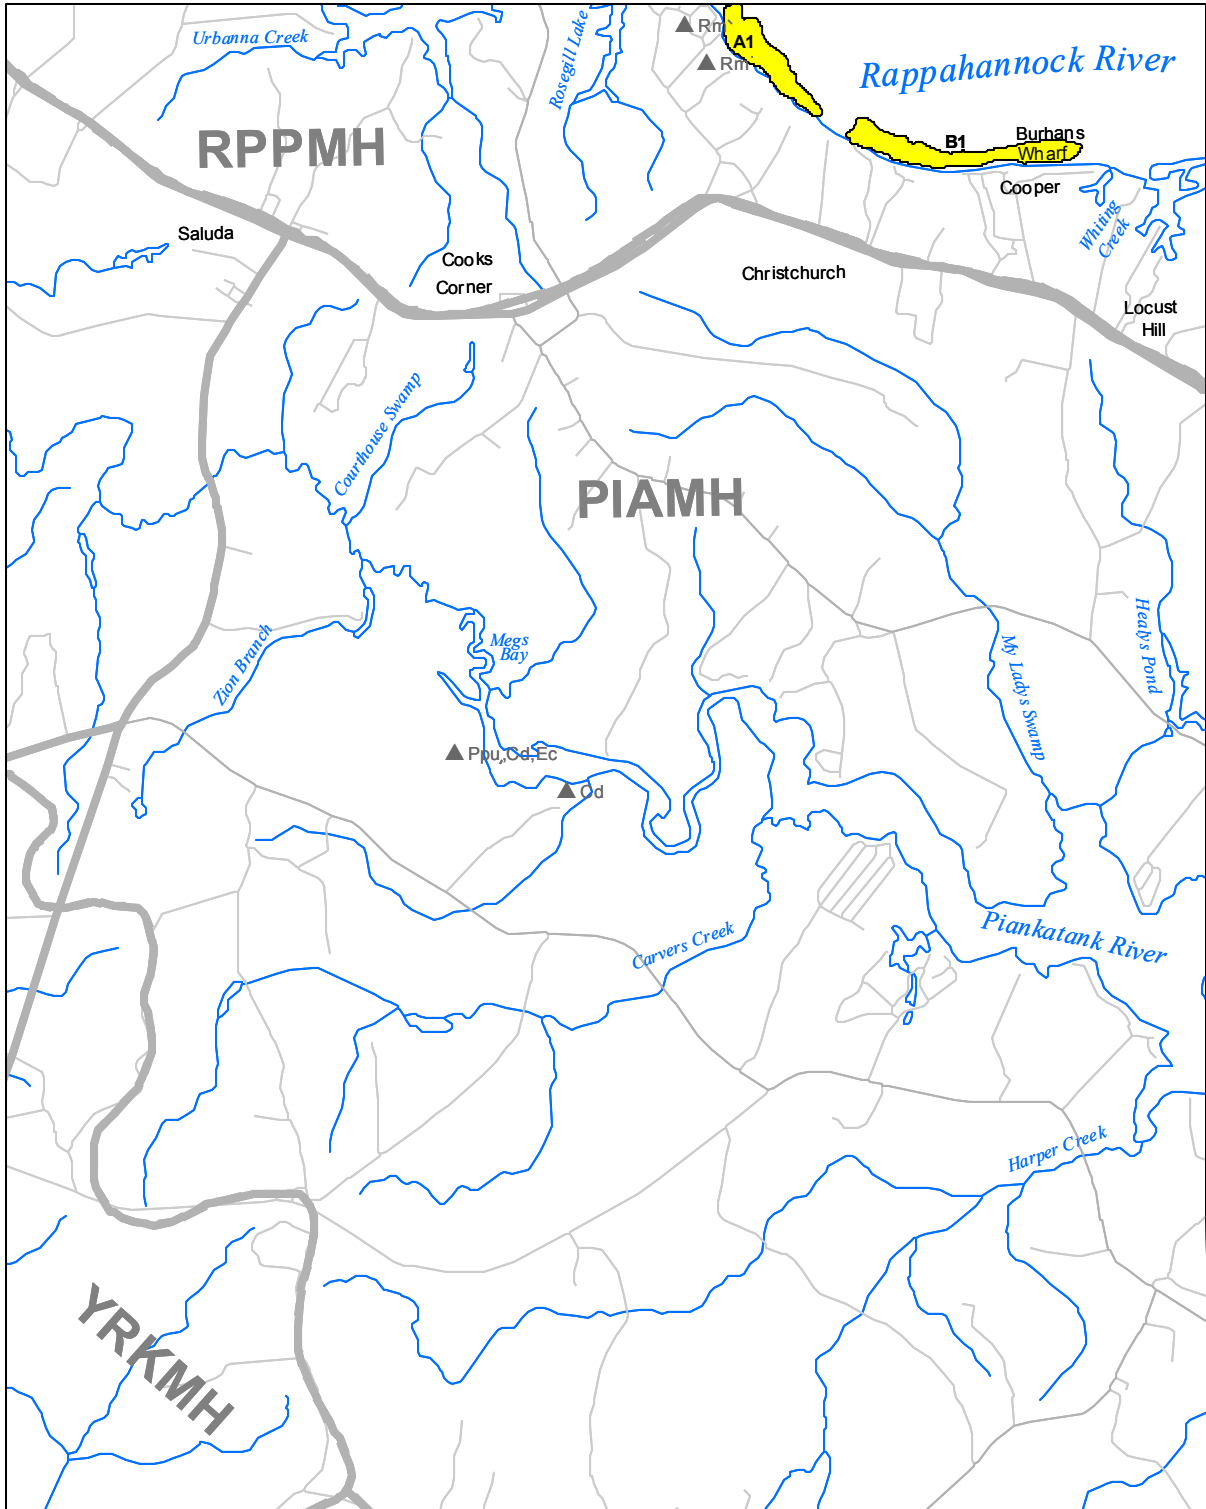 Urbanna Creek
Rosegill Lake
Rm
A1
Rm
Rappahannock River
RPPMH
B1
Burhans
Wharf
Cooper
Whiting
Creek
Saluda
Cooks
Corner
Christchurch
Locust
Hill
Courthouse Swamp
PIAMH
Megs
Bay
Zion Branch
My Ladys Swamp
Healys Pond
Ppu,,Cd,Ec
Cd
Carvers Creek
Piankatank River
Harper Creek
YRKMH